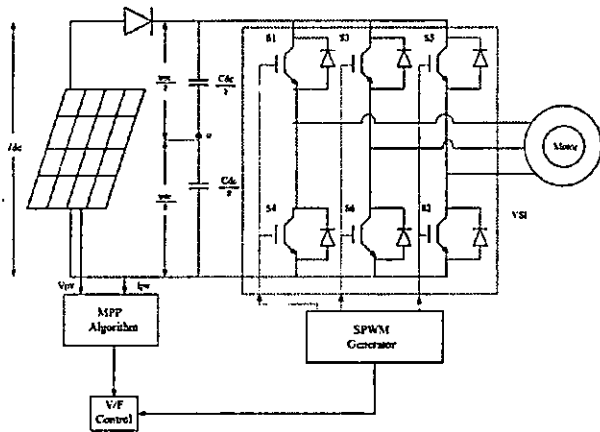 S1
S3
S5
Cdc
2
Cdc
2
Motor
S4
S6
S2
VSI
Vpv
Ipv
MPP
Algorithm
SPWM
Generator
V/F
Control